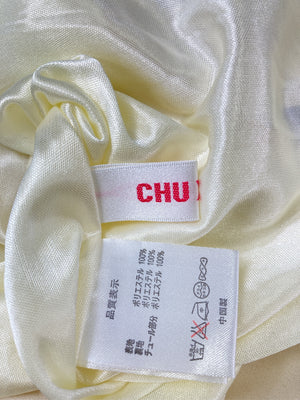 CHU
品質表示
表地 ポリエステル 100%
裏地 ポリエステル 100%
チュール部分 ポリエステル 100%
中国製